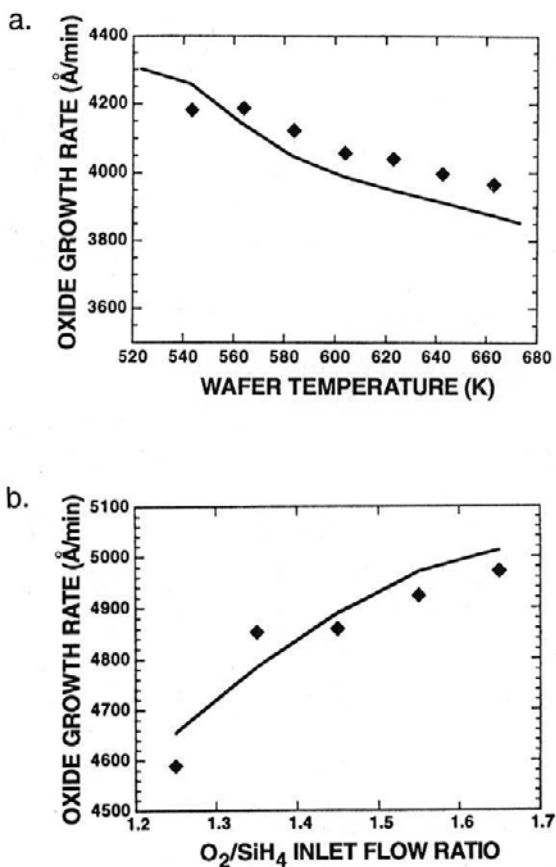 a.
OXIDE GROWTH RATE (Å/min)
4400
4200
4000
3800
3600
520 540 560 580 600 620 640 660 680
WAFER TEMPERATURE (K)
b.
OXIDE GROWTH RATE (Å/min)
5100
5000
4900
4800
4700
4600
4500
1.2 1.3 1.4 1.5 1.6 1.7
O₂/SiH₄ INLET FLOW RATIO